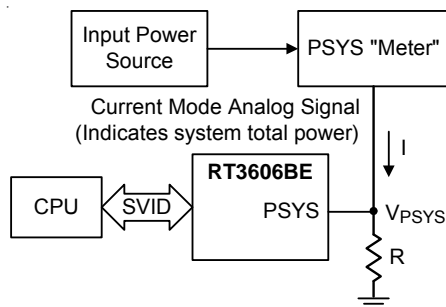 Input Power
Source
PSYS "Meter"
Current Mode Analog Signal
(Indicates system total power)
I
RT3606BE
CPU
SVID
PSYS
VPSYS
R